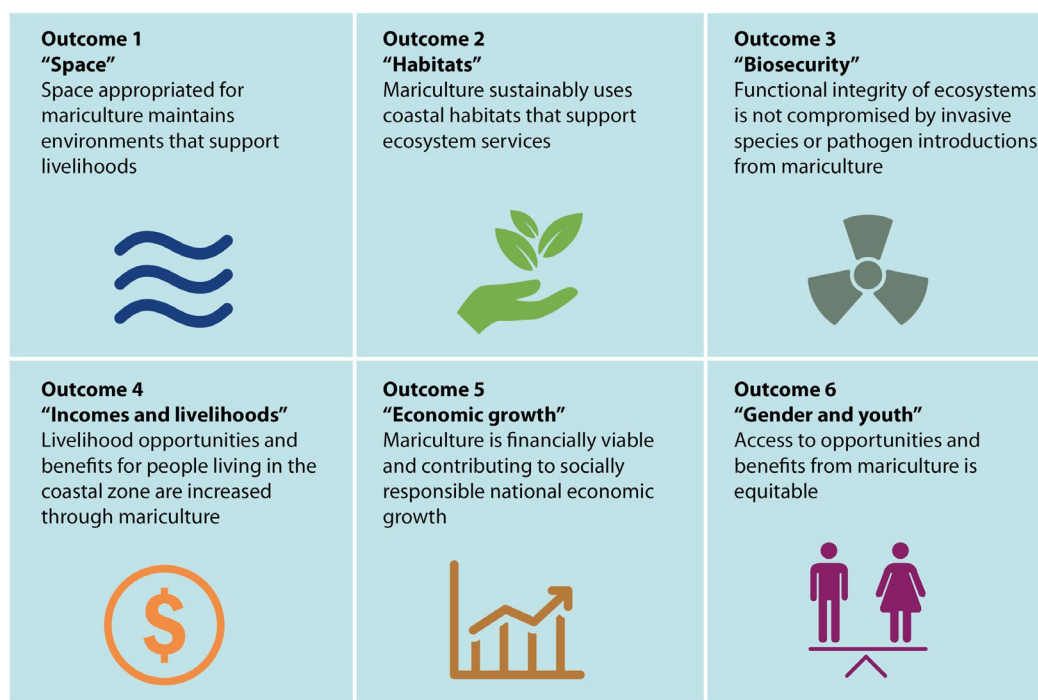 Outcome 1
“Space”
Space appropriated for
mariculture maintains
environments that support
livelihoods
Outcome 2
“Habitats”
Mariculture sustainably uses
coastal habitats that support
ecosystem services
Outcome 3
“Biosecurity”
Functional integrity of ecosystems
is not compromised by invasive
species or pathogen introductions
from mariculture
Outcome 4
“Incomes and livelihoods”
Livelihood opportunities and
benefits for people living in the
coastal zone are increased
through mariculture
$
Outcome 5
“Economic growth”
Mariculture is financially viable
and contributing to socially
responsible national economic
growth
Outcome 6
“Gender and youth”
Access to opportunities and
benefits from mariculture is
equitable